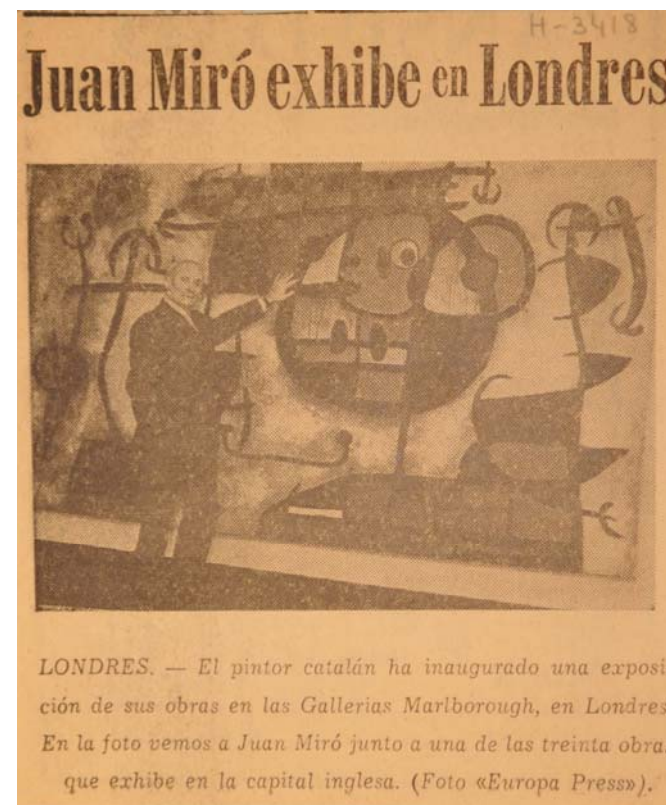 H-3418
Juan Miró exhibe en Londres
LONDRES. — El pintor catalán ha inaugurado una exposi
ción de sus obras en las Gallerias Marlborough, en Londres
En la foto vemos a Juan Miró junto a una de las treinta obra
que exhibe en la capital inglesa. (Foto «Europa Press»).